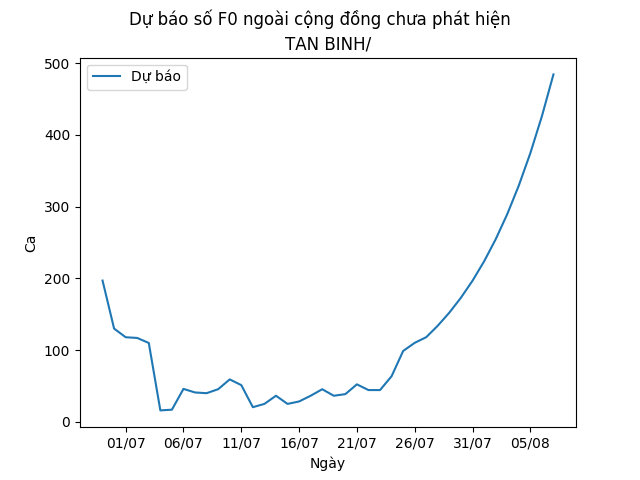 Dự báo số F0 ngoài cộng đồng chưa phát hiện
TAN BINH/
Dự báo
500
400
300
200
100
0
Ca
01/07 06/07 11/07 16/07 21/07 26/07 31/07 05/08
Ngày